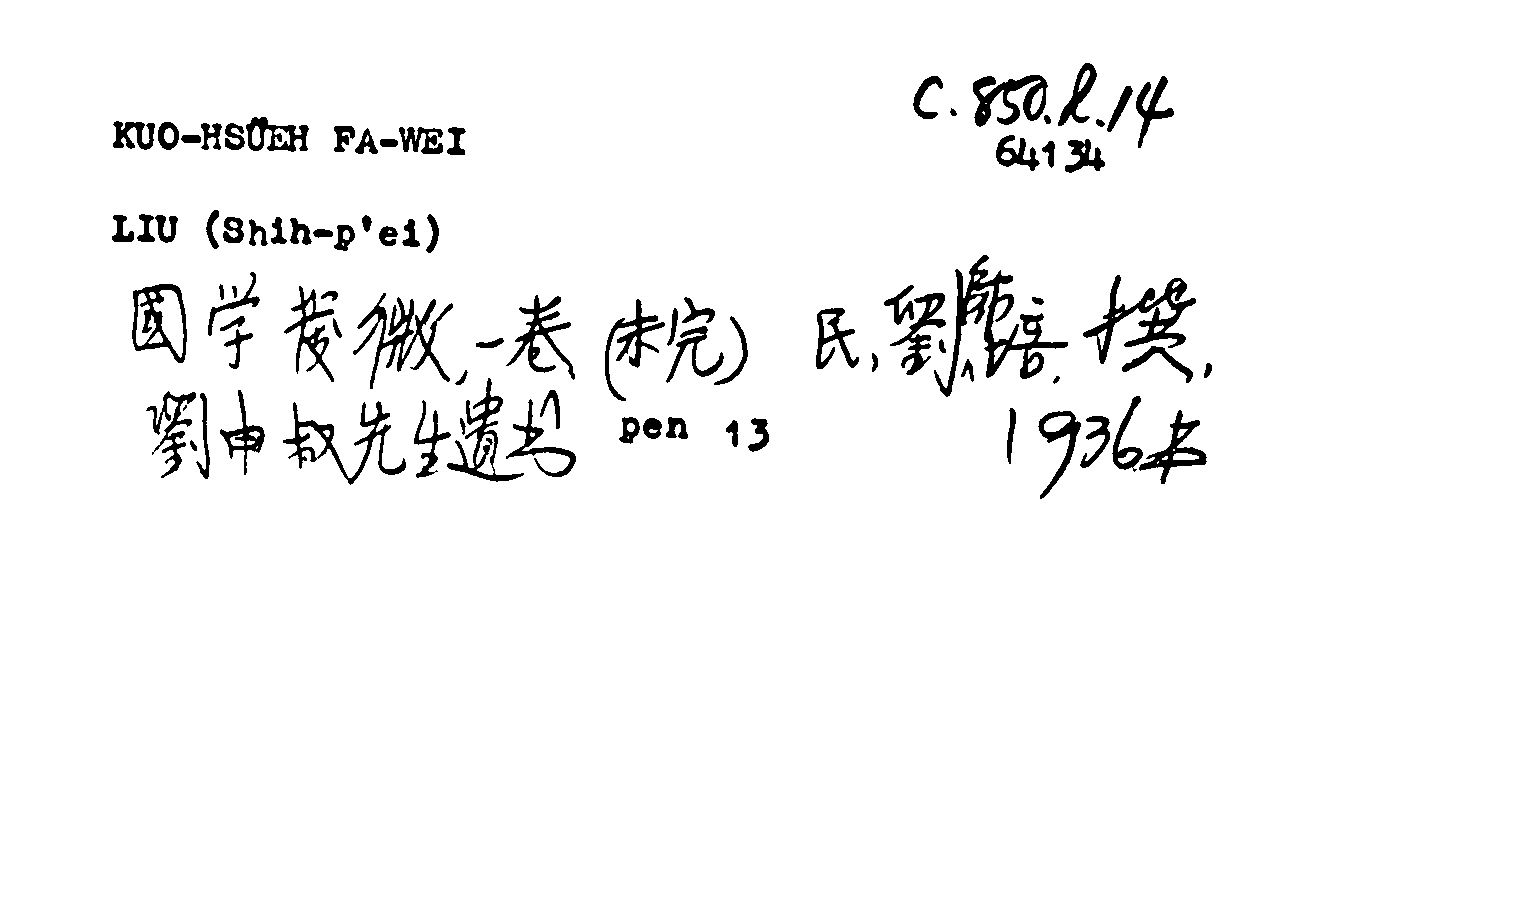 C.850.l.14
64134
KUO-HSÜEH FA-WEI
LIU (Shih-p'ei)
國学發微,一卷(未完) 民,劉師培撰,
劉申叔先生遺书 pen 13 1936本